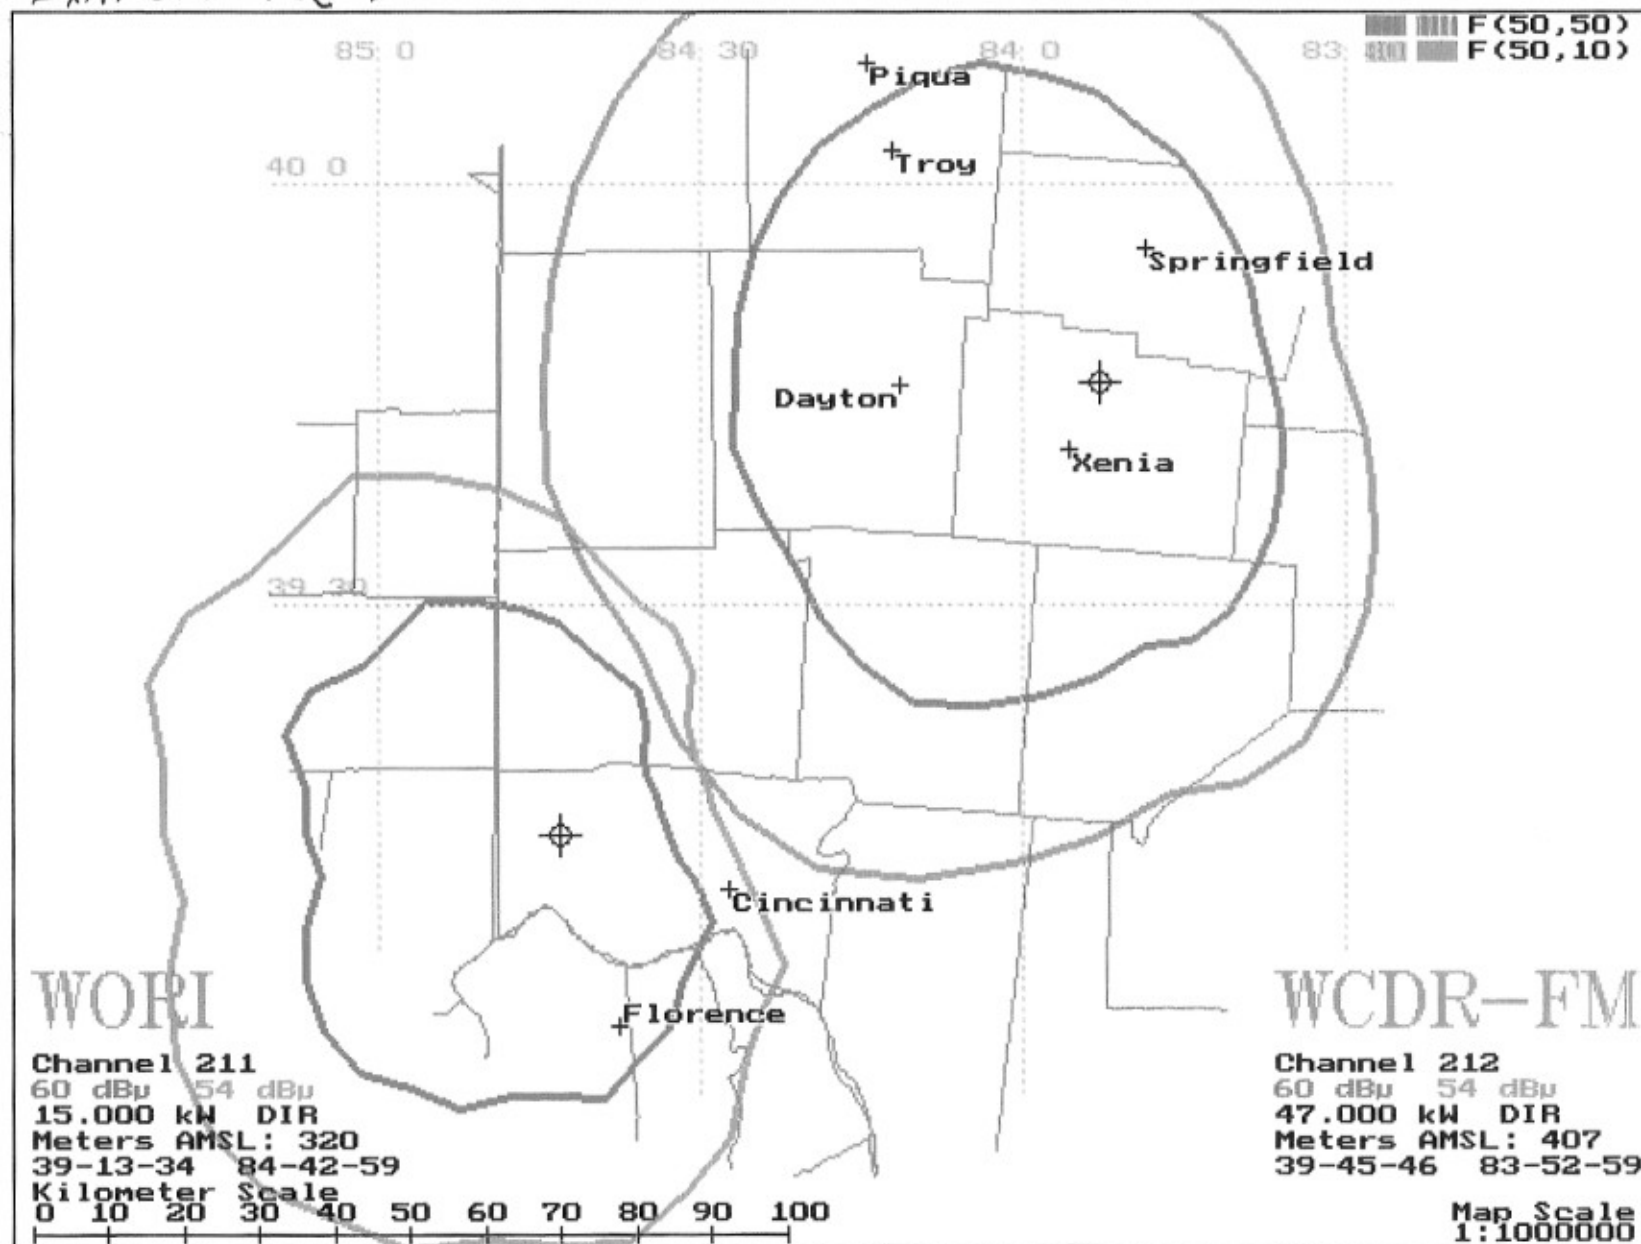 F(50,50)
F(50,10)
85 0
84 30
84 0
83
Piqua
Troy
40 0
Springfield
Dayton
Xenia
39 30
Cincinnati
Florence
WORI
Channel 211
60 dBµ 54 dBµ
15.000 kW DIR
Meters AMSL: 320
39-13-34 84-42-59
Kilometer Scale
0 10 20 30 40 50 60 70 80 90 100
WCDR-FM
Channel 212
60 dBµ 54 dBµ
47.000 kW DIR
Meters AMSL: 407
39-45-46 83-52-59
Map Scale
1:1000000